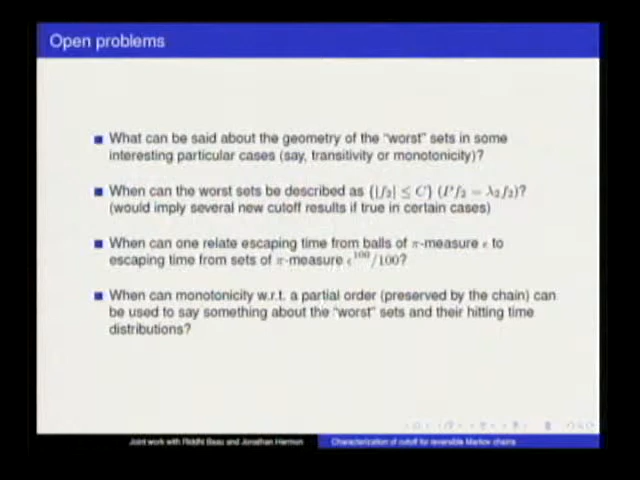 Open problems
What can be said about the geometry of the "worst" sets in some
interesting particular cases (say, transitivity or monotonicity)?
When can the worst sets be described as {|f₂| ≤ C} (Pf₂ = λ₂f₂)?
(would imply several new cutoff results if true in certain cases)
When can one relate escaping time from balls of π-measure ϵ to
escaping time from sets of π-measure ϵ¹⁰⁰/100?
When can monotonicity w.r.t. a partial order (preserved by the chain) can
be used to say something about the "worst" sets and their hitting time
distributions?
Joint work with Riddhi Basu and Jonathan Hermon
Characterization of cutoff for reversible Markov chains